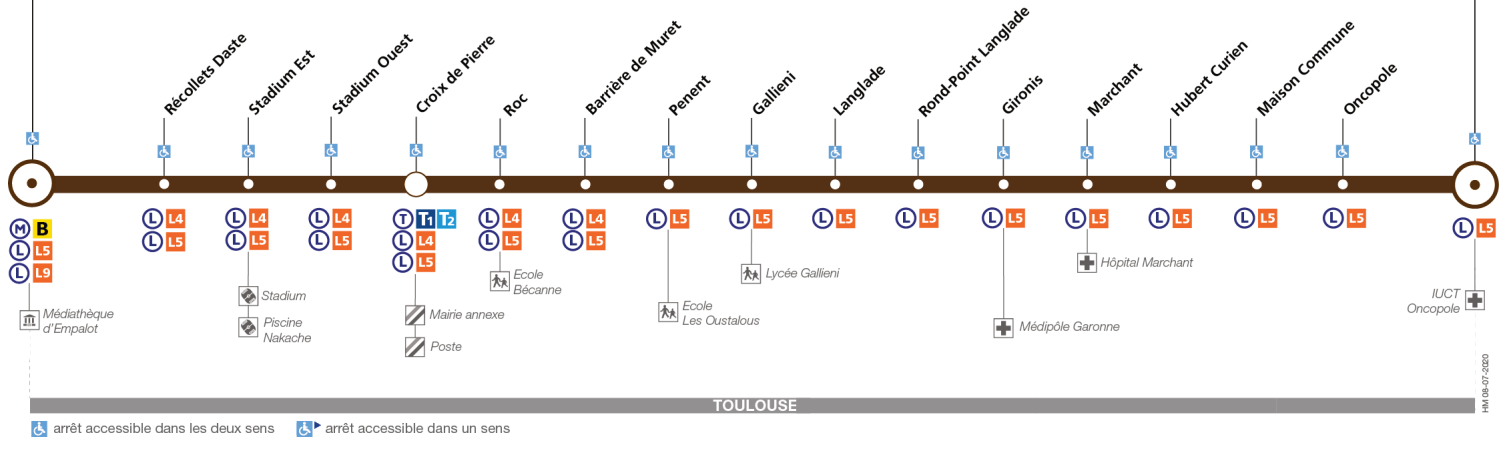 Récollets Daste
Stadium Est
Stadium Ouest
Croix de Pierre
Roc
Barrière de Muret
Penent
Gallieni
Langlade
Rond-Point Langlade
Gironis
Marchant
Hubert Curien
Maison Commune
Oncopole
M B
L L5
L L9
L L4
L L5
L L4
L L5
L L4
L L5
T T1 T2
L L4
L L5
L L4
L L5
L L4
L L5
L L5
L L5
L L5
L L5
L L5
L L5
L L5
L L5
L L5
L L5
Médiathèque
d'Empalot
Stadium
Piscine
Nakache
Mairie annexe
Poste
Ecole
Bécanne
Ecole
Les Oustalous
Lycée Gallieni
Médipôle Garonne
Hôpital Marchant
IUCT
Oncopole
HM 08-07-2020
TOULOUSE
arrêt accessible dans les deux sens
arrêt accessible dans un sens